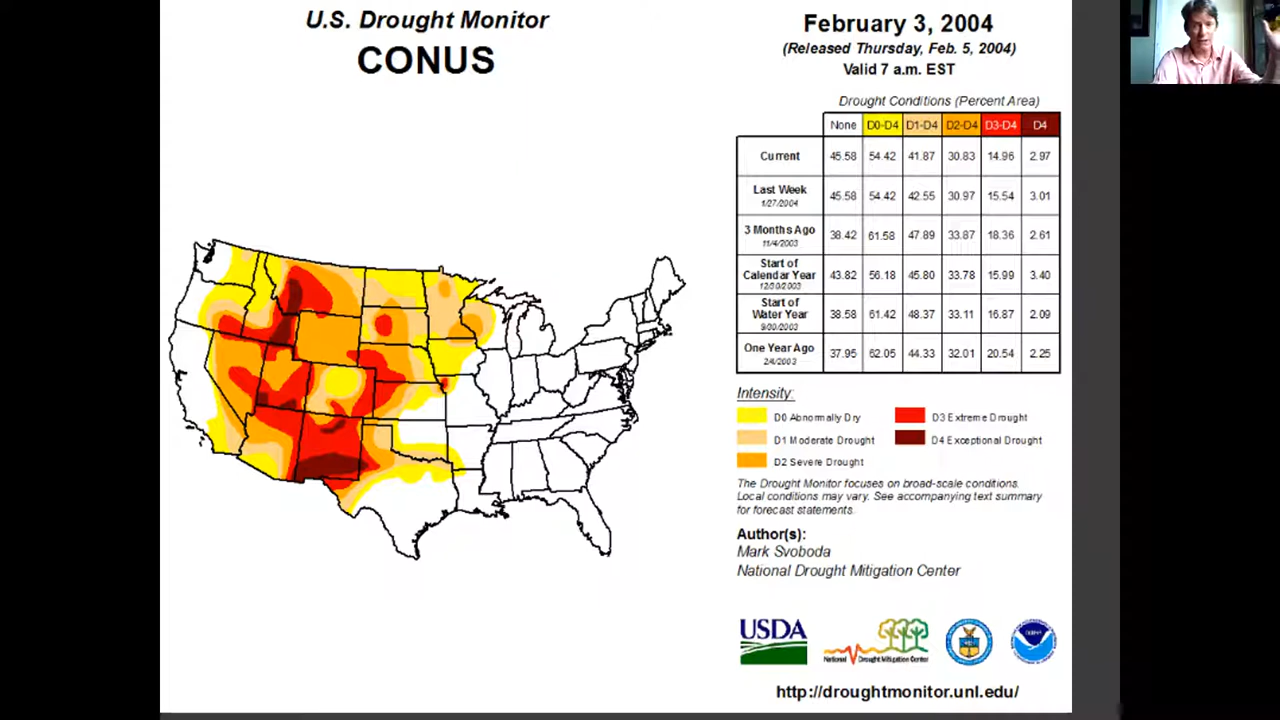 U.S. Drought Monitor
CONUS
February 3, 2004
(Released Thursday, Feb. 5, 2004)
Valid 7 a.m. EST
Drought Conditions (Percent Area)
None D0-D4 D1-D4 D2-D4 D3-D4 D4
Current 45.58 54.42 41.87 30.83 14.96 2.97
Last Week 45.58 54.42 42.55 30.97 15.54 3.01
1/27/2004
3 Months Ago 38.42 61.58 47.89 33.87 18.36 2.61
11/4/2003
Start of
Calendar Year 43.82 56.18 45.80 33.78 15.99 3.40
12/30/2003
Start of
Water Year 38.58 61.42 48.37 33.11 16.87 2.09
9/30/2003
One Year Ago 37.95 62.05 44.33 32.01 20.54 2.25
2/4/2003
Intensity:
D0 Abnormally Dry
D1 Moderate Drought
D2 Severe Drought
D3 Extreme Drought
D4 Exceptional Drought
The Drought Monitor focuses on broad-scale conditions.
Local conditions may vary. See accompanying text summary
for forecast statements.
Author(s):
Mark Svoboda
National Drought Mitigation Center
USDA
National Drought Mitigation Center
http://droughtmonitor.unl.edu/